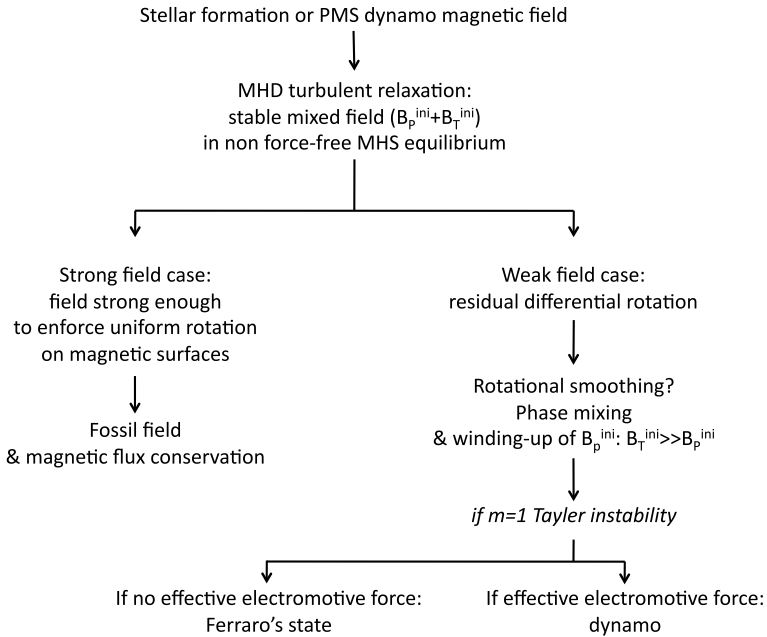 Stellar formation or PMS dynamo magnetic field
MHD turbulent relaxation:
stable mixed field (B_P^ini+B_T^ini)
in non force-free MHS equilibrium
Strong field case:
field strong enough
to enforce uniform rotation
on magnetic surfaces
Fossil field
& magnetic flux conservation
Weak field case:
residual differential rotation
Rotational smoothing?
Phase mixing
& winding-up of B_p^ini: B_T^ini>>B_P^ini
if m=1 Tayler instability
If no effective electromotive force:
Ferraro’s state
If effective electromotive force:
dynamo